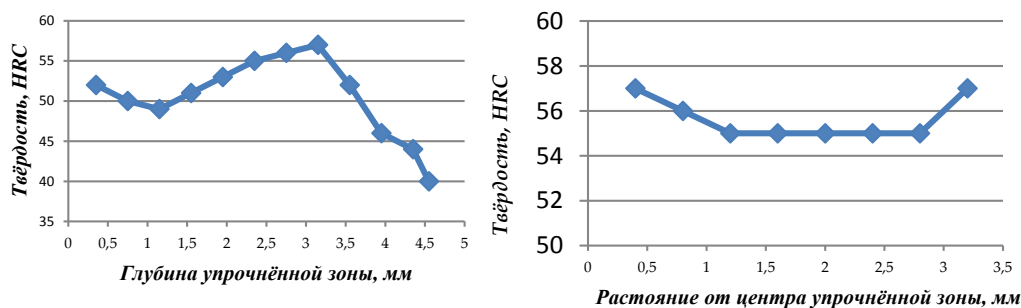 Твёрдость, HRC
60
55
50
45
40
35
0 0,5 1 1,5 2 2,5 3 3,5 4 4,5 5
Глубина упрочнённой зоны, мм
Твёрдость, HRC
60
58
56
54
52
50
0 0,5 1 1,5 2 2,5 3 3,5
Растояние от центра упрочнённой зоны, мм